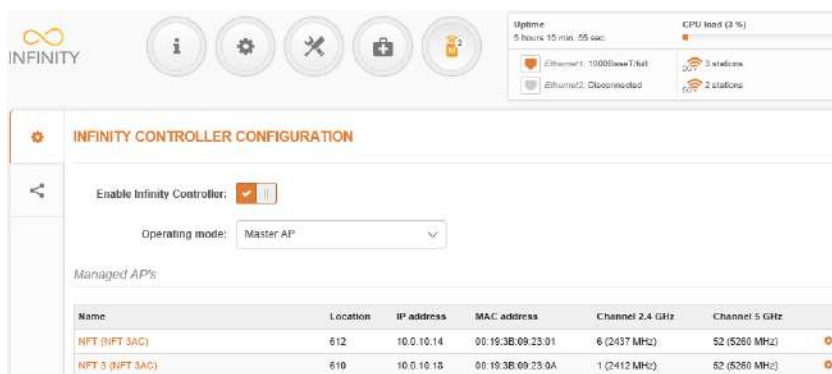 INFINITY
i
M 2
Uptime
5 hours 15 min. 55 sec
CPU load (3 %)
Ethernet1: 1000BaseT/full
3 stations
Ethernet2: Disconnected
2 stations
INFINITY CONTROLLER CONFIGURATION
Enable Infinity Controller:
Operating mode: Master AP
Managed AP's
Name Location IP address MAC address Channel 2.4 GHz Channel 5 GHz
NFT (NFT 3AC) 612 10.0.10.14 00:19:3B:09:23:01 6 (2437 MHz) 52 (5260 MHz)
NFT 3 (NFT 3AC) 610 10.0.10.18 00:19:3B:09:23:0A 1 (2412 MHz) 52 (5260 MHz)